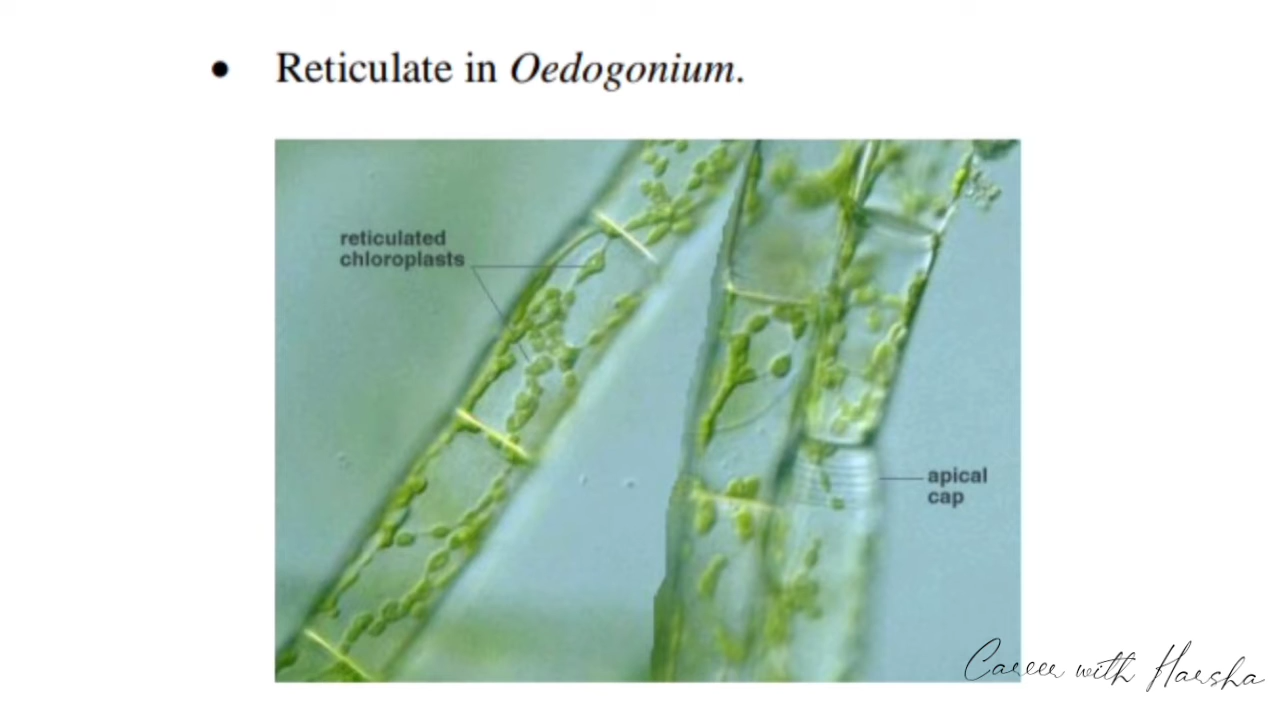 • Reticulate in Oedogonium.
reticulated
chloroplasts
apical
cap
Career with Harsha